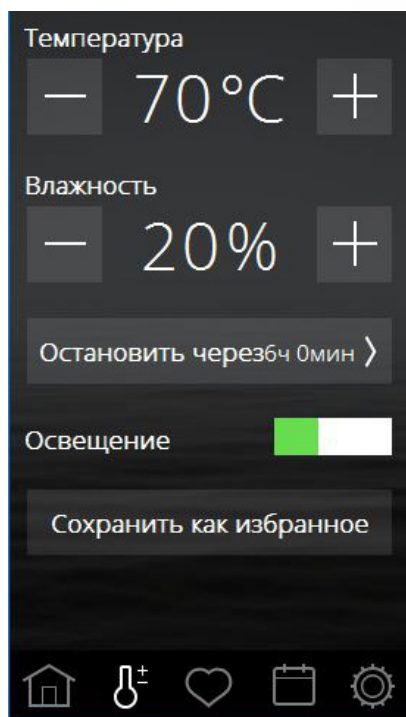 Температура
— 70°C +
Влажность
— 20% +
Остановить через6ч 0мин 〉
Освещение
Сохранить как избранное